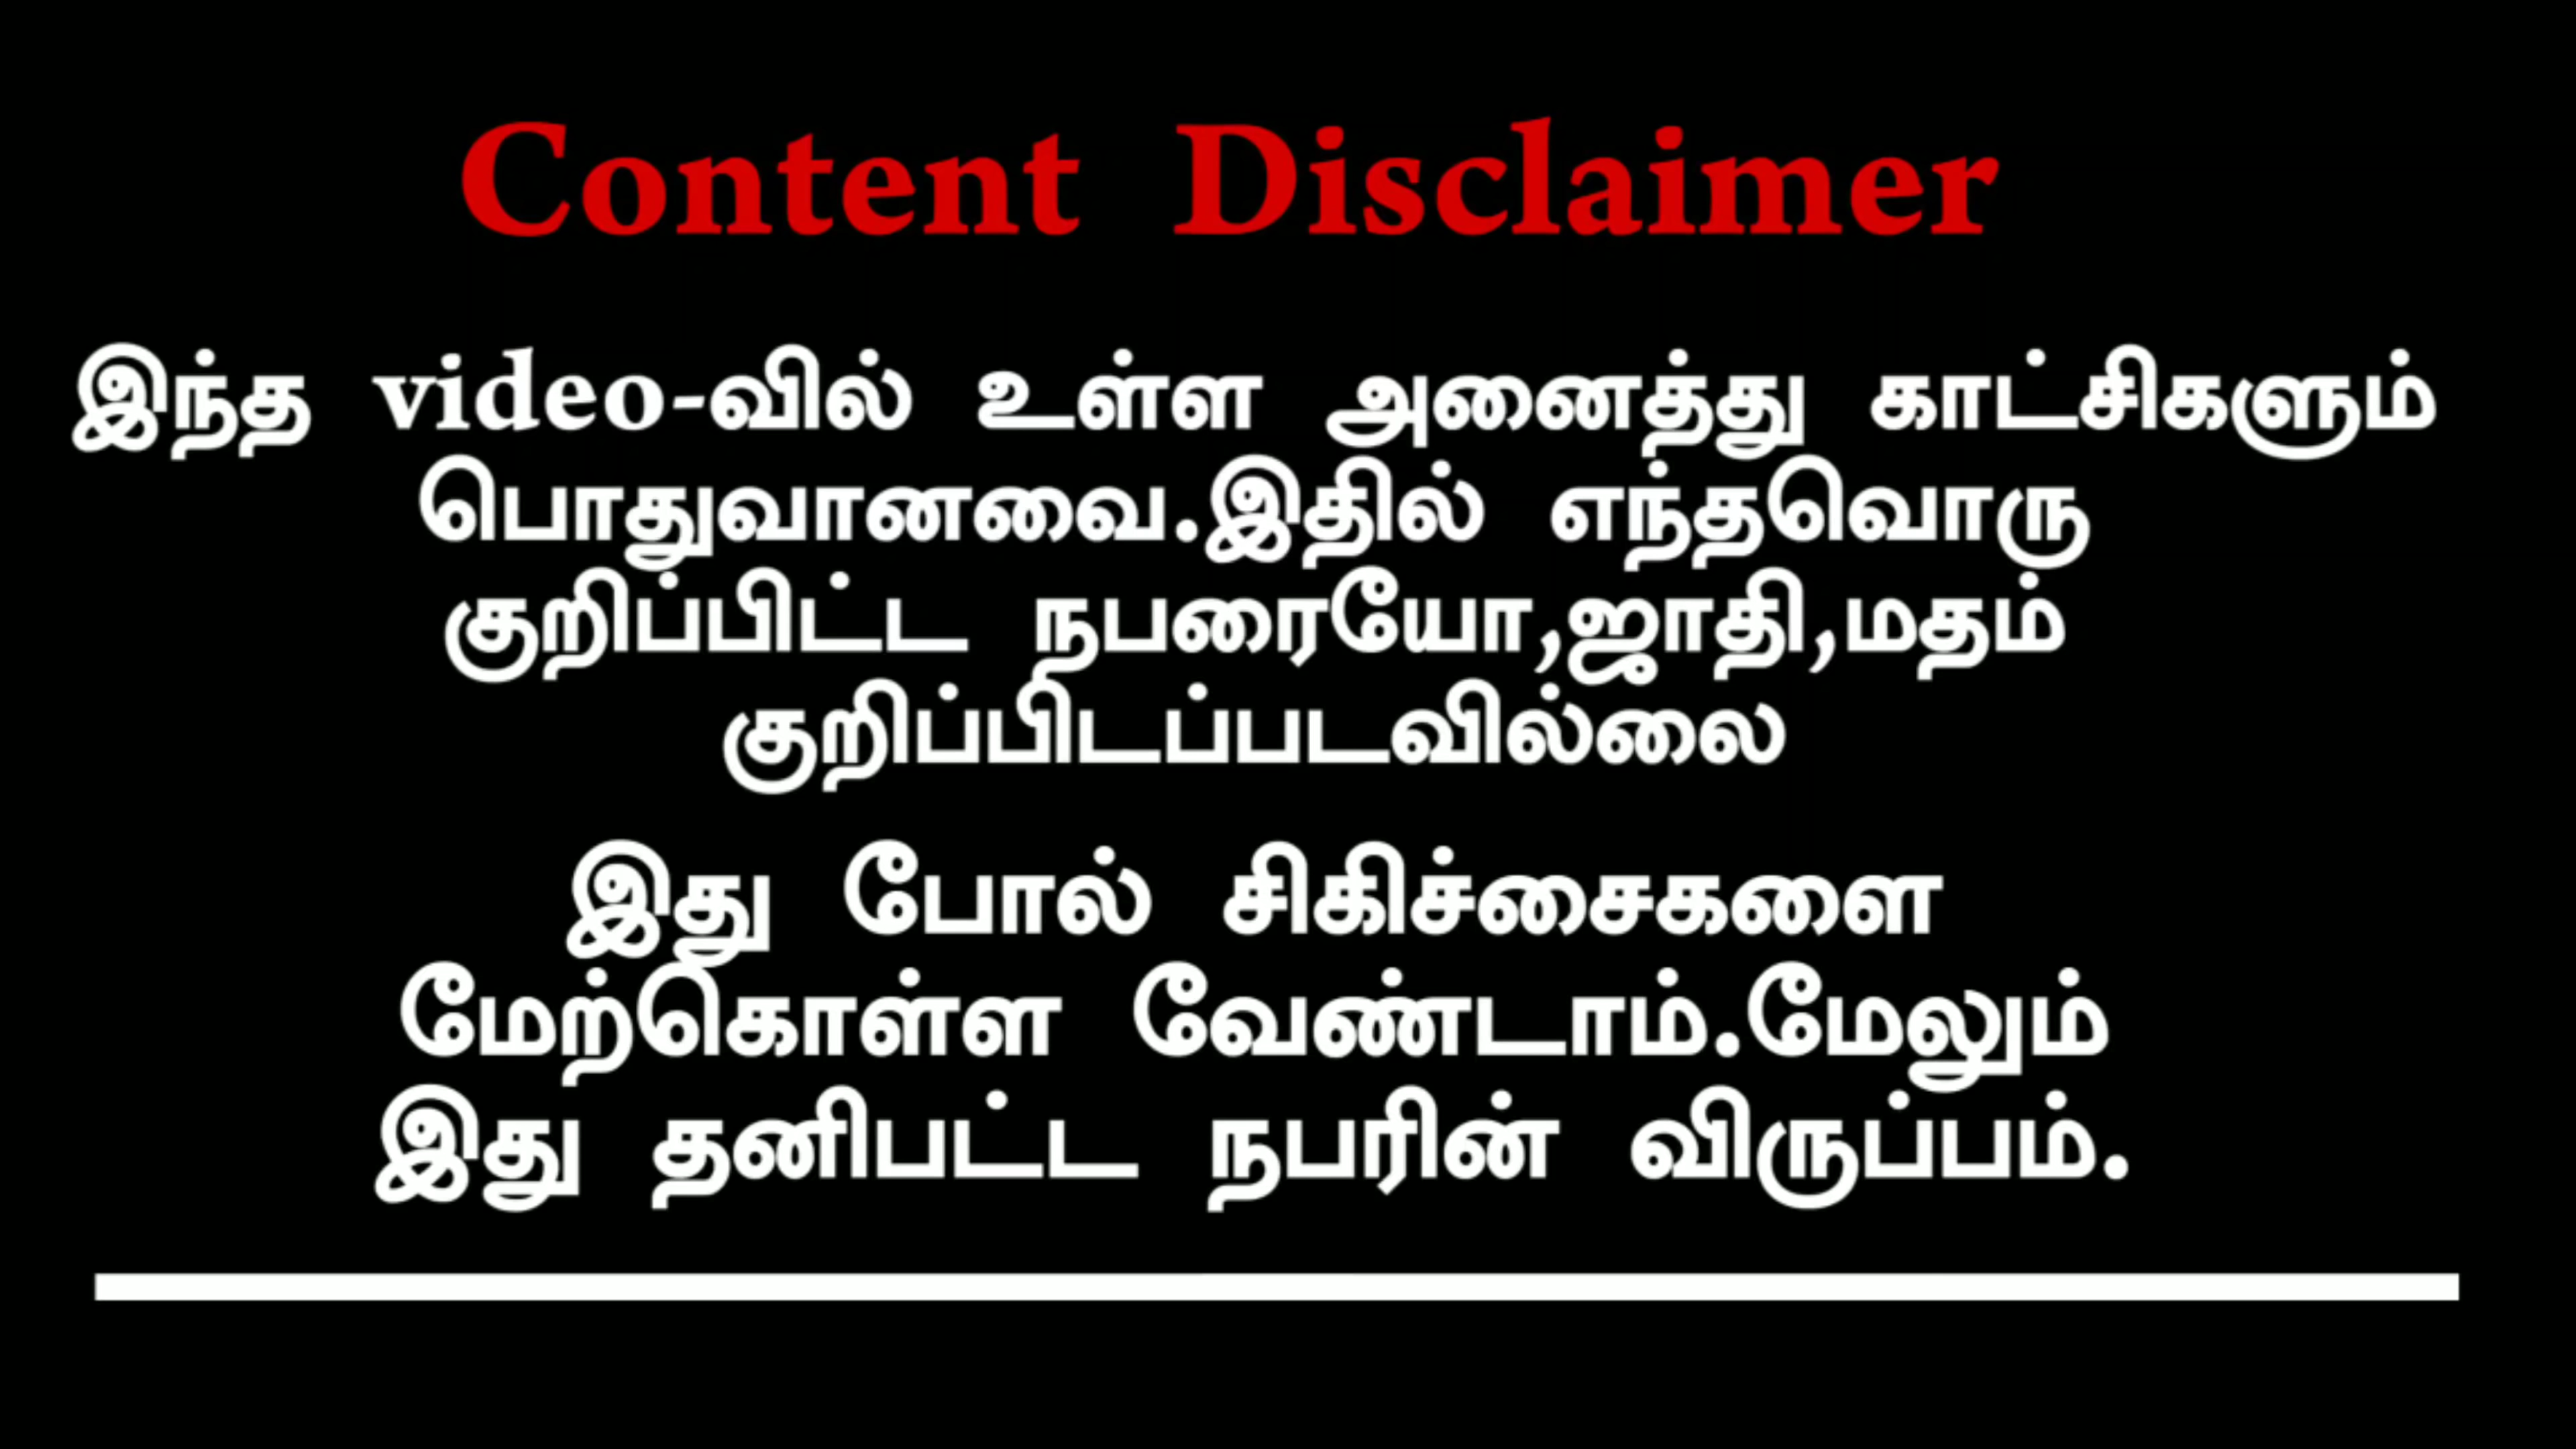 Content Disclaimer
இந்த video-வில் உள்ள அனைத்து காட்சிகளும்
பொதுவானவை.இதில் எந்தவொரு
குறிப்பிட்ட நபரையோ,ஜாதி,மதம்
குறிப்பிடப்படவில்லை
இது போல் சிகிச்சைகளை
மேற்கொள்ள வேண்டாம்.மேலும்
இது தனிபட்ட நபரின் விருப்பம்.